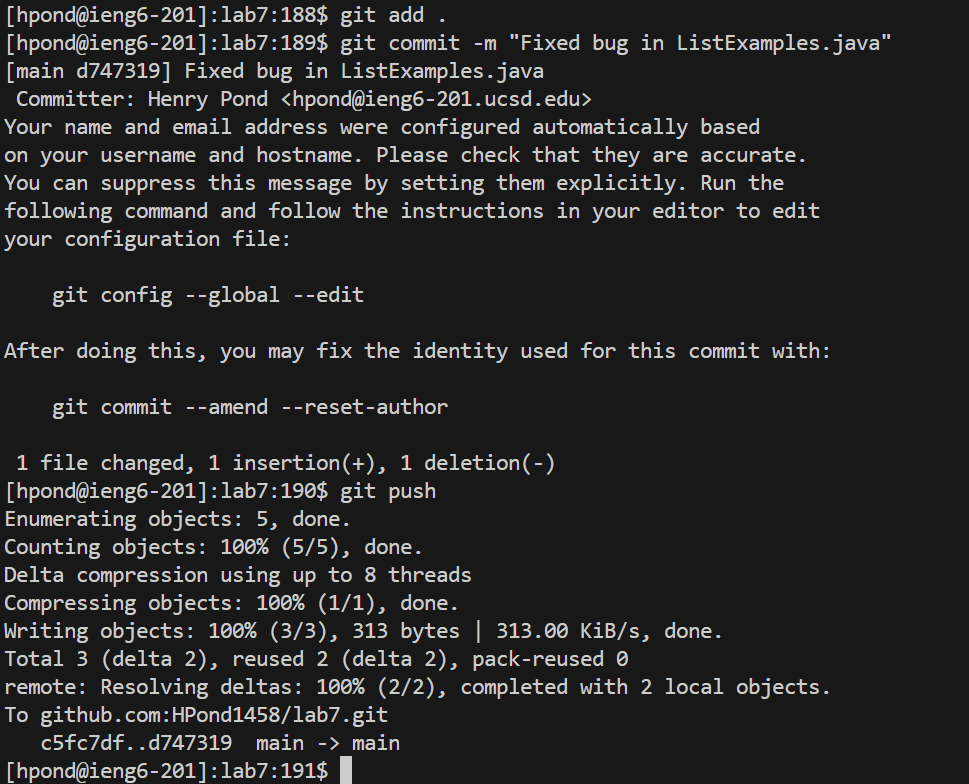 [hpond@ieng6-201]:lab7:188$ git add .
[hpond@ieng6-201]:lab7:189$ git commit -m "Fixed bug in ListExamples.java"
[main d747319] Fixed bug in ListExamples.java
 Committer: Henry Pond <hpond@ieng6-201.ucsd.edu>
Your name and email address were configured automatically based
on your username and hostname. Please check that they are accurate.
You can suppress this message by setting them explicitly. Run the
following command and follow the instructions in your editor to edit
your configuration file:

    git config --global --edit

After doing this, you may fix the identity used for this commit with:

    git commit --amend --reset-author

 1 file changed, 1 insertion(+), 1 deletion(-)
[hpond@ieng6-201]:lab7:190$ git push
Enumerating objects: 5, done.
Counting objects: 100% (5/5), done.
Delta compression using up to 8 threads
Compressing objects: 100% (1/1), done.
Writing objects: 100% (3/3), 313 bytes | 313.00 KiB/s, done.
Total 3 (delta 2), reused 2 (delta 2), pack-reused 0
remote: Resolving deltas: 100% (2/2), completed with 2 local objects.
To github.com:HPond1458/lab7.git
   c5fc7df..d747319  main -> main
[hpond@ieng6-201]:lab7:191$